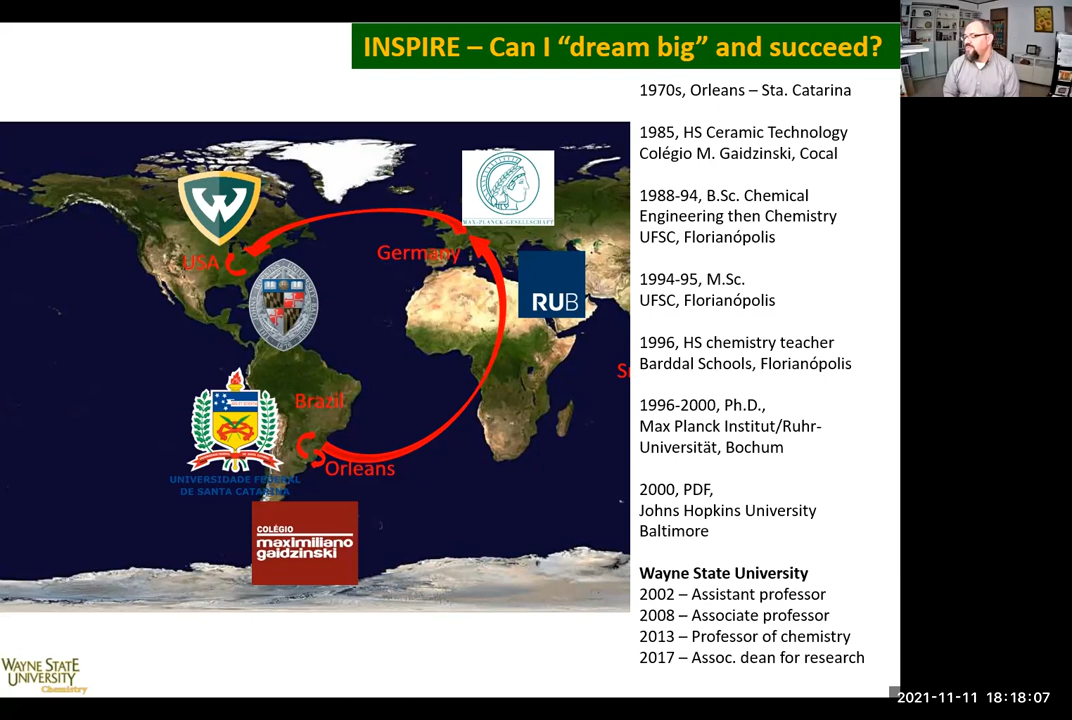 INSPIRE – Can I “dream big” and succeed?
1970s, Orleans – Sta. Catarina
1985, HS Ceramic Technology
Colégio M. Gaidzinski, Cocal
1988-94, B.Sc. Chemical
Engineering then Chemistry
UFSC, Florianópolis
1994-95, M.Sc.
UFSC, Florianópolis
1996, HS chemistry teacher
Barddal Schools, Florianópolis
1996-2000, Ph.D.,
Max Planck Institut/Ruhr-
Universität, Bochum
2000, PDF,
Johns Hopkins University
Baltimore
Wayne State University
2002 – Assistant professor
2008 – Associate professor
2013 – Professor of chemistry
2017 – Assoc. dean for research
W
MAX-PLANCK-GESELLSCHAFT
USA
Germany
RUB
Brazil
Orleans
UNIVERSIDADE FEDERAL
DE SANTA CATARINA
COLÉGIO
maximiliano
gaidzinski
WAYNE STATE
UNIVERSITY
Chemistry
2021-11-11 18:18:07